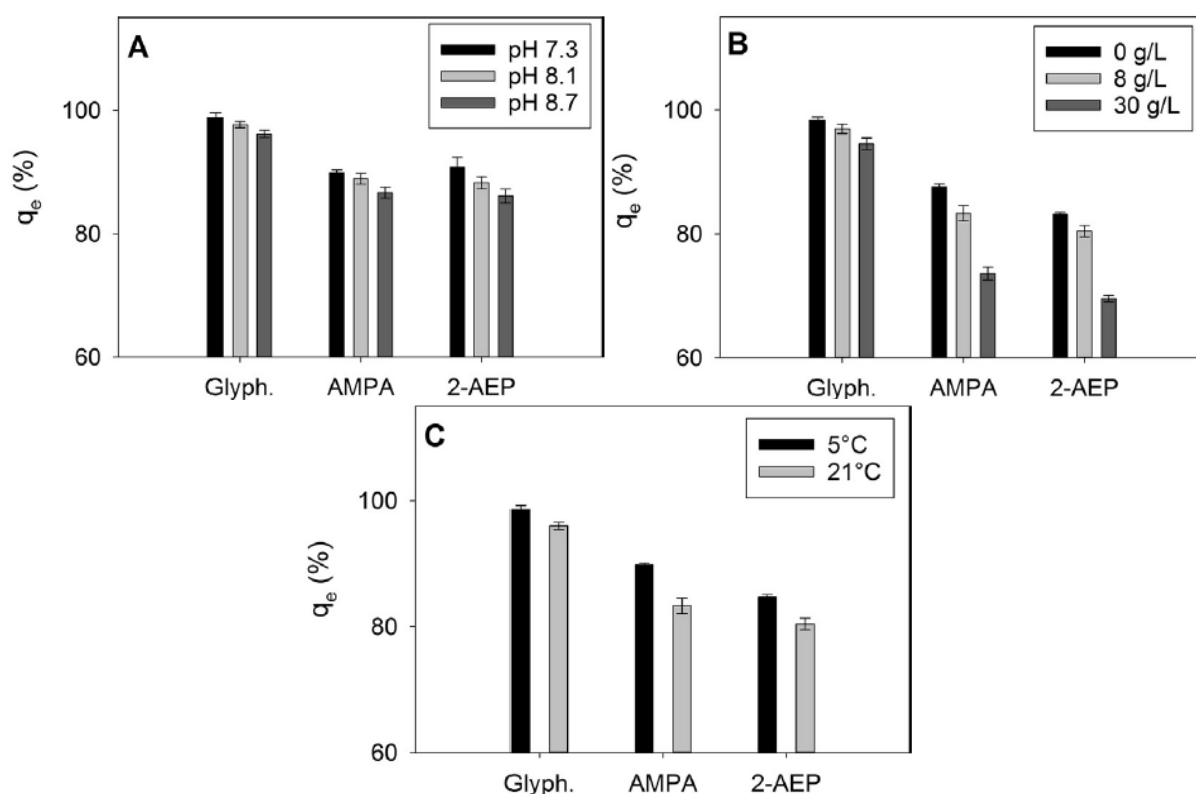 A
pH 7.3
pH 8.1
pH 8.7
100
80
60
qe (%)
Glyph. AMPA 2-AEP
B
0 g/L
8 g/L
30 g/L
100
80
60
qe (%)
Glyph. AMPA 2-AEP
C
5°C
21°C
100
80
60
qe (%)
Glyph. AMPA 2-AEP